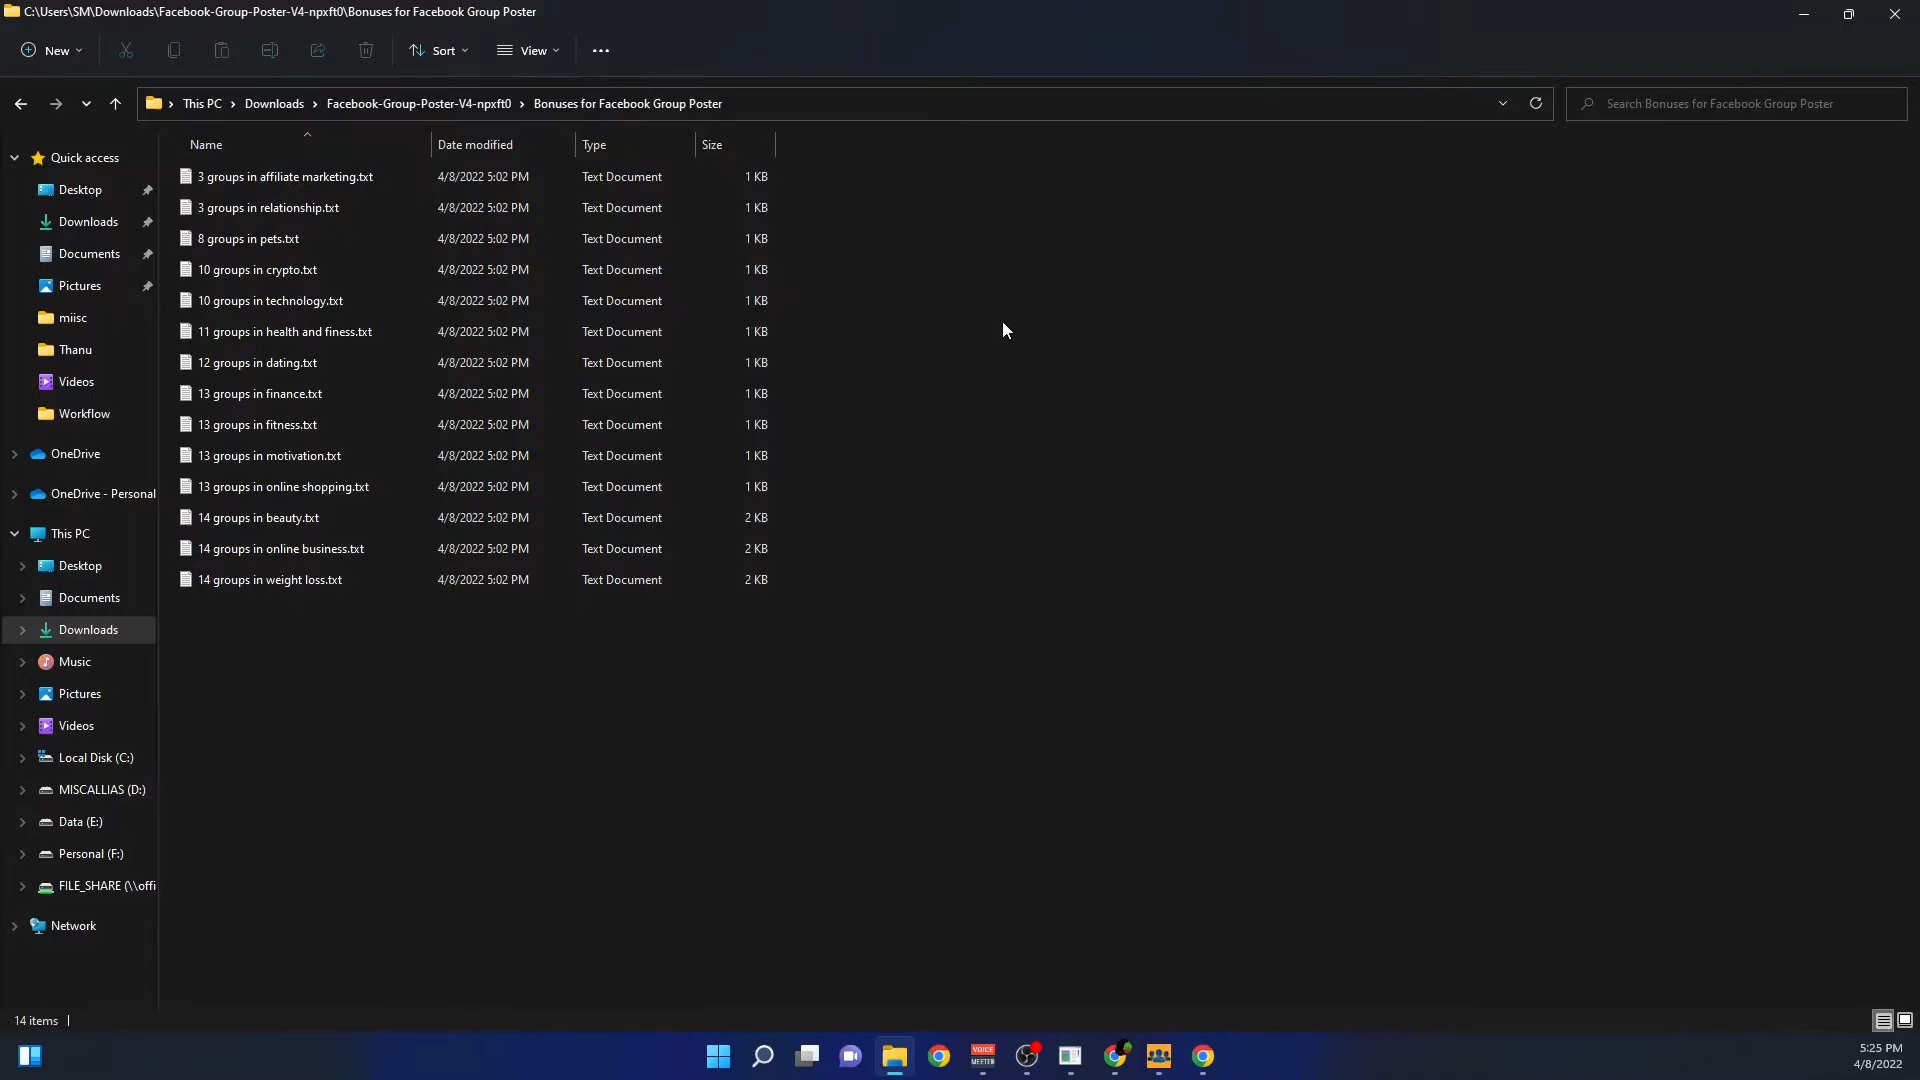 C:\Users\SM\Downloads\Facebook-Group-Poster-V4-npxft0\Bonuses for Facebook Group Poster
New
Sort
View
This PC > Downloads > Facebook-Group-Poster-V4-npxft0 > Bonuses for Facebook Group Poster
Search Bonuses for Facebook Group Poster
Name Date modified Type Size
3 groups in affiliate marketing.txt 4/8/2022 5:02 PM Text Document 1 KB
3 groups in relationship.txt 4/8/2022 5:02 PM Text Document 1 KB
8 groups in pets.txt 4/8/2022 5:02 PM Text Document 1 KB
10 groups in crypto.txt 4/8/2022 5:02 PM Text Document 1 KB
10 groups in technology.txt 4/8/2022 5:02 PM Text Document 1 KB
11 groups in health and finess.txt 4/8/2022 5:02 PM Text Document 1 KB
12 groups in dating.txt 4/8/2022 5:02 PM Text Document 1 KB
13 groups in finance.txt 4/8/2022 5:02 PM Text Document 1 KB
13 groups in fitness.txt 4/8/2022 5:02 PM Text Document 1 KB
13 groups in motivation.txt 4/8/2022 5:02 PM Text Document 1 KB
13 groups in online shopping.txt 4/8/2022 5:02 PM Text Document 1 KB
14 groups in beauty.txt 4/8/2022 5:02 PM Text Document 2 KB
14 groups in online business.txt 4/8/2022 5:02 PM Text Document 2 KB
14 groups in weight loss.txt 4/8/2022 5:02 PM Text Document 2 KB
Quick access
Desktop
Downloads
Documents
Pictures
miisc
Thanu
Videos
Workflow
OneDrive
OneDrive - Personal
This PC
Desktop
Documents
Downloads
Music
Pictures
Videos
Local Disk (C:)
MISCALLIAS (D:)
Data (E:)
Personal (F:)
FILE_SHARE (\\offi
Network
14 items
VOICE
MEETER
5:25 PM
4/8/2022